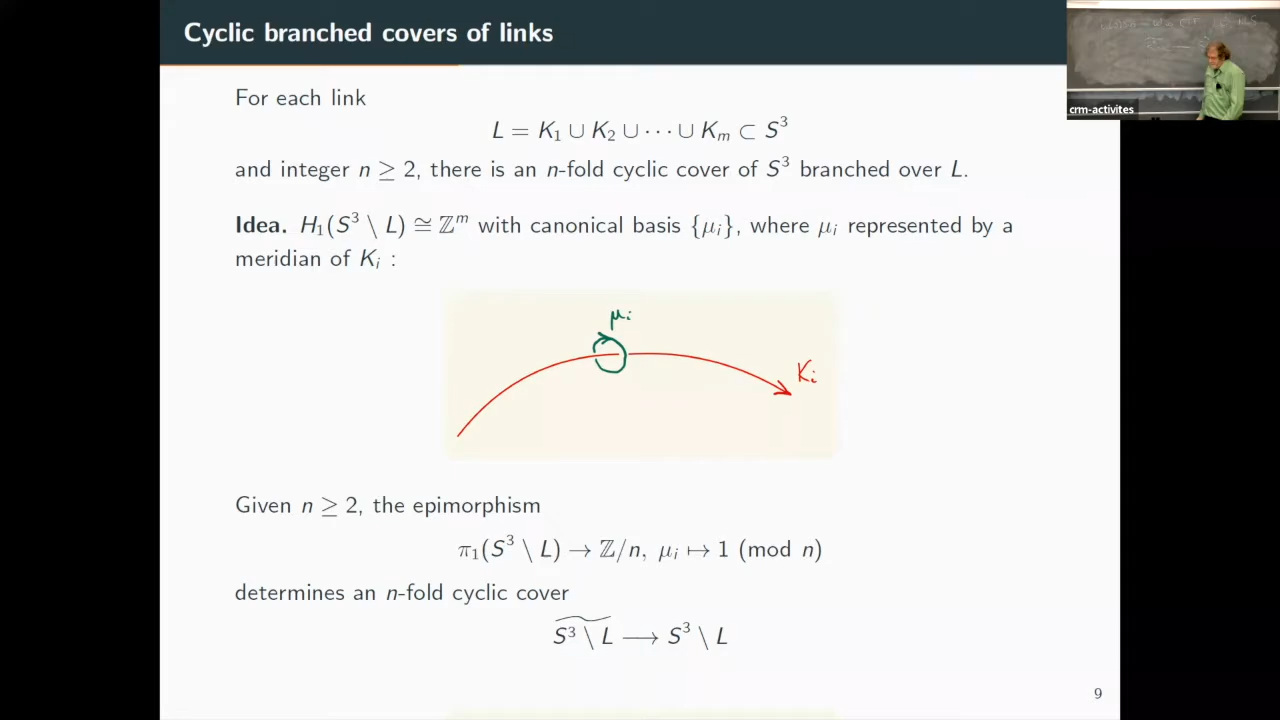 Cyclic branched covers of links
crm-activites
For each link
L = K₁ ∪ K₂ ∪ ⋯ ∪ Kₘ ⊂ S³
and integer n ≥ 2, there is an n-fold cyclic cover of S³ branched over L.
Idea. H₁(S³ \ L) ≅ ℤᵐ with canonical basis {μᵢ}, where μᵢ represented by a
meridian of Kᵢ :
μᵢ
Kᵢ
Given n ≥ 2, the epimorphism
π₁(S³ \ L) → ℤ/n, μᵢ ↦ 1 (mod n)
determines an n-fold cyclic cover
\widetilde{S³ \ L} ⟶ S³ \ L
9